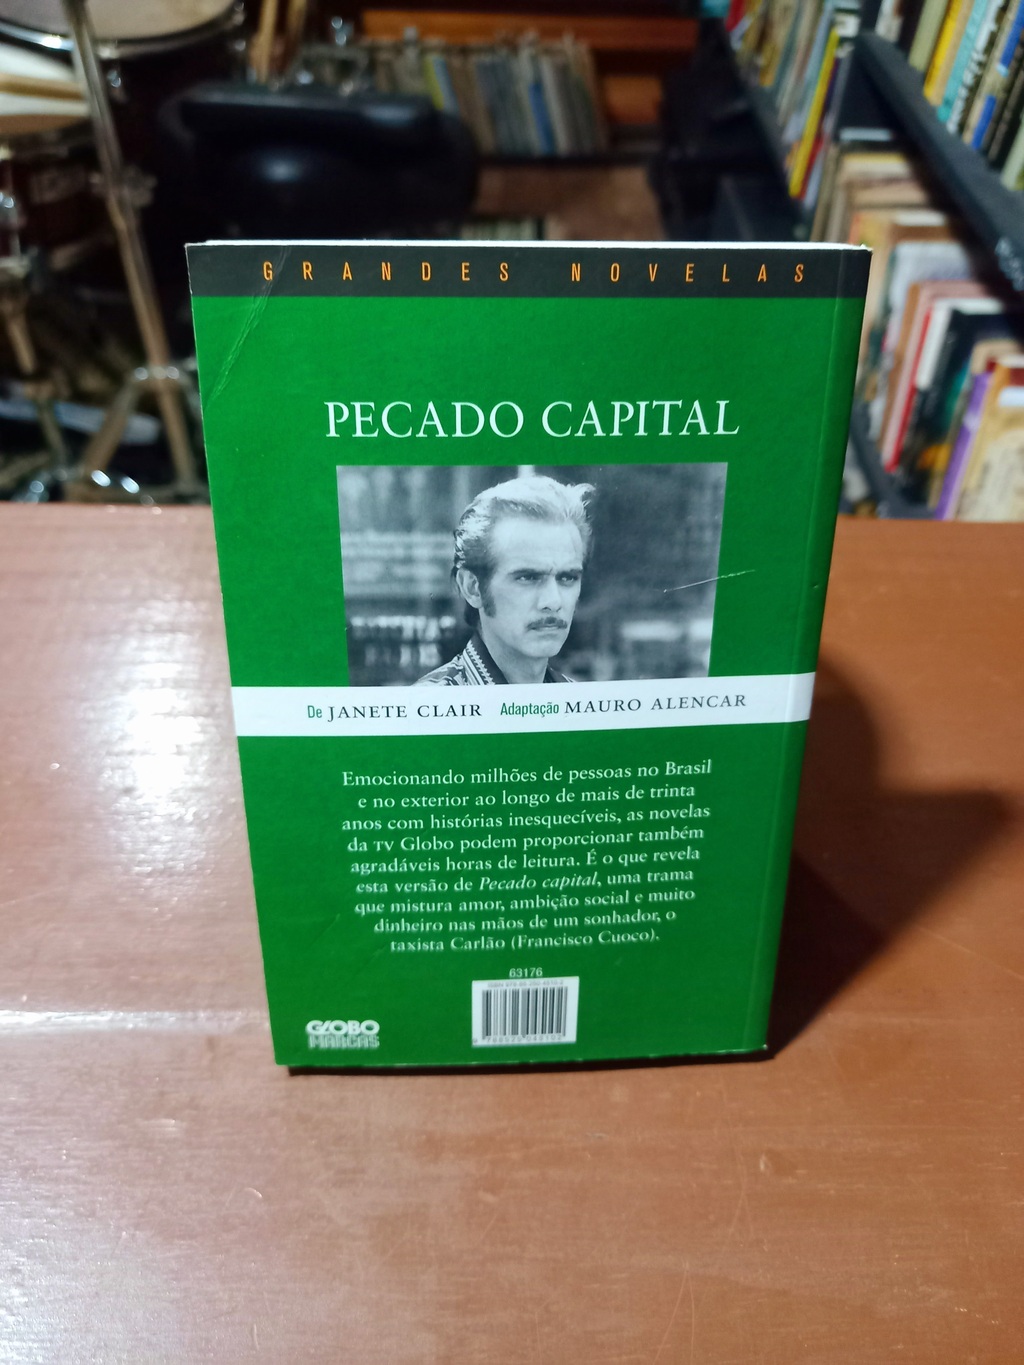 GRANDES NOVELAS
PECADO CAPITAL
De JANETE CLAIR Adaptação MAURO ALENCAR
Emocionando milhões de pessoas no Brasil
e no exterior ao longo de mais de trinta
anos com histórias inesquecíveis, as novelas
da TV Globo podem proporcionar também
agradáveis horas de leitura. É o que revela
esta versão de Pecado capital, uma trama
que mistura amor, ambição social e muito
dinheiro nas mãos de um sonhador, o
taxista Carlão (Francisco Cuoco).
63176
GLOBO
MARCAS